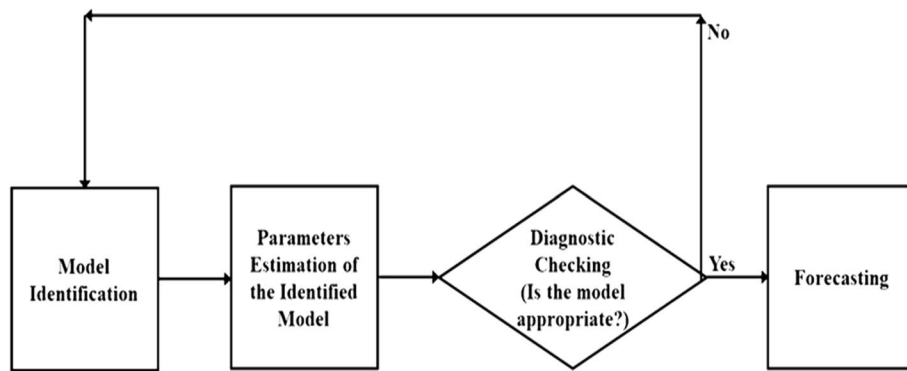 No
Model
Identification
Parameters
Estimation of
the Identified
Model
Diagnostic
Checking
(Is the model
appropriate?)
Yes
Forecasting